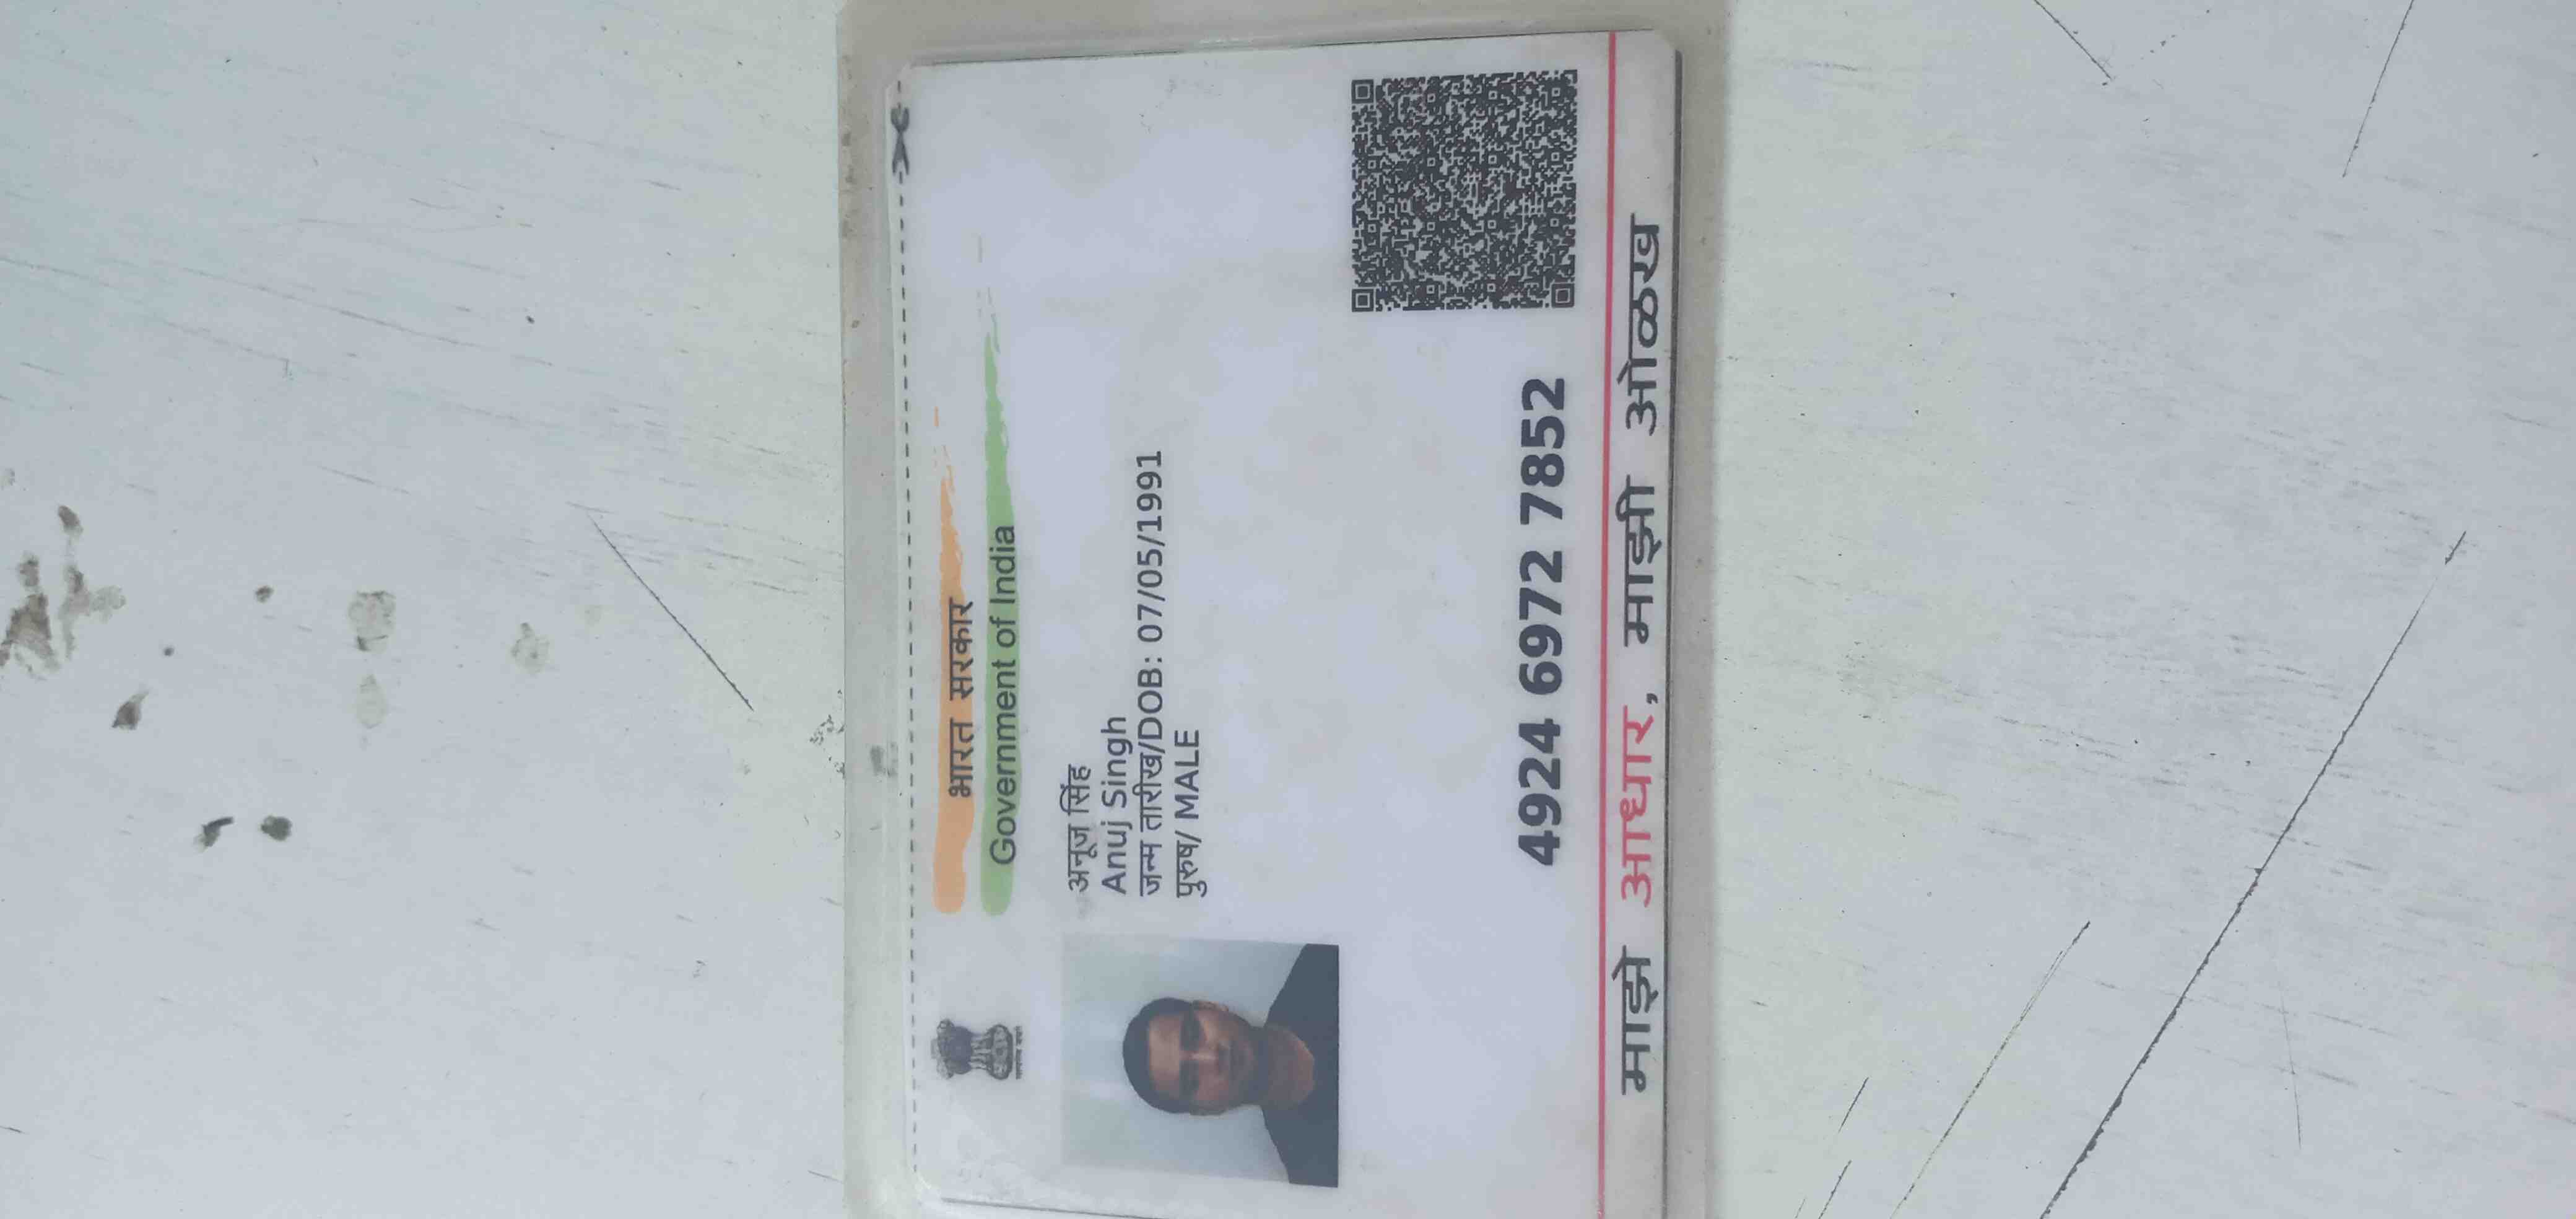 भारत सरकार
Government of India
अनूज सिंह
Anuj Singh
जन्म तारीख/DOB: 07/05/1991
पुरुष/ MALE
4924 6972 7852
माझे आधार, माझी ओळख